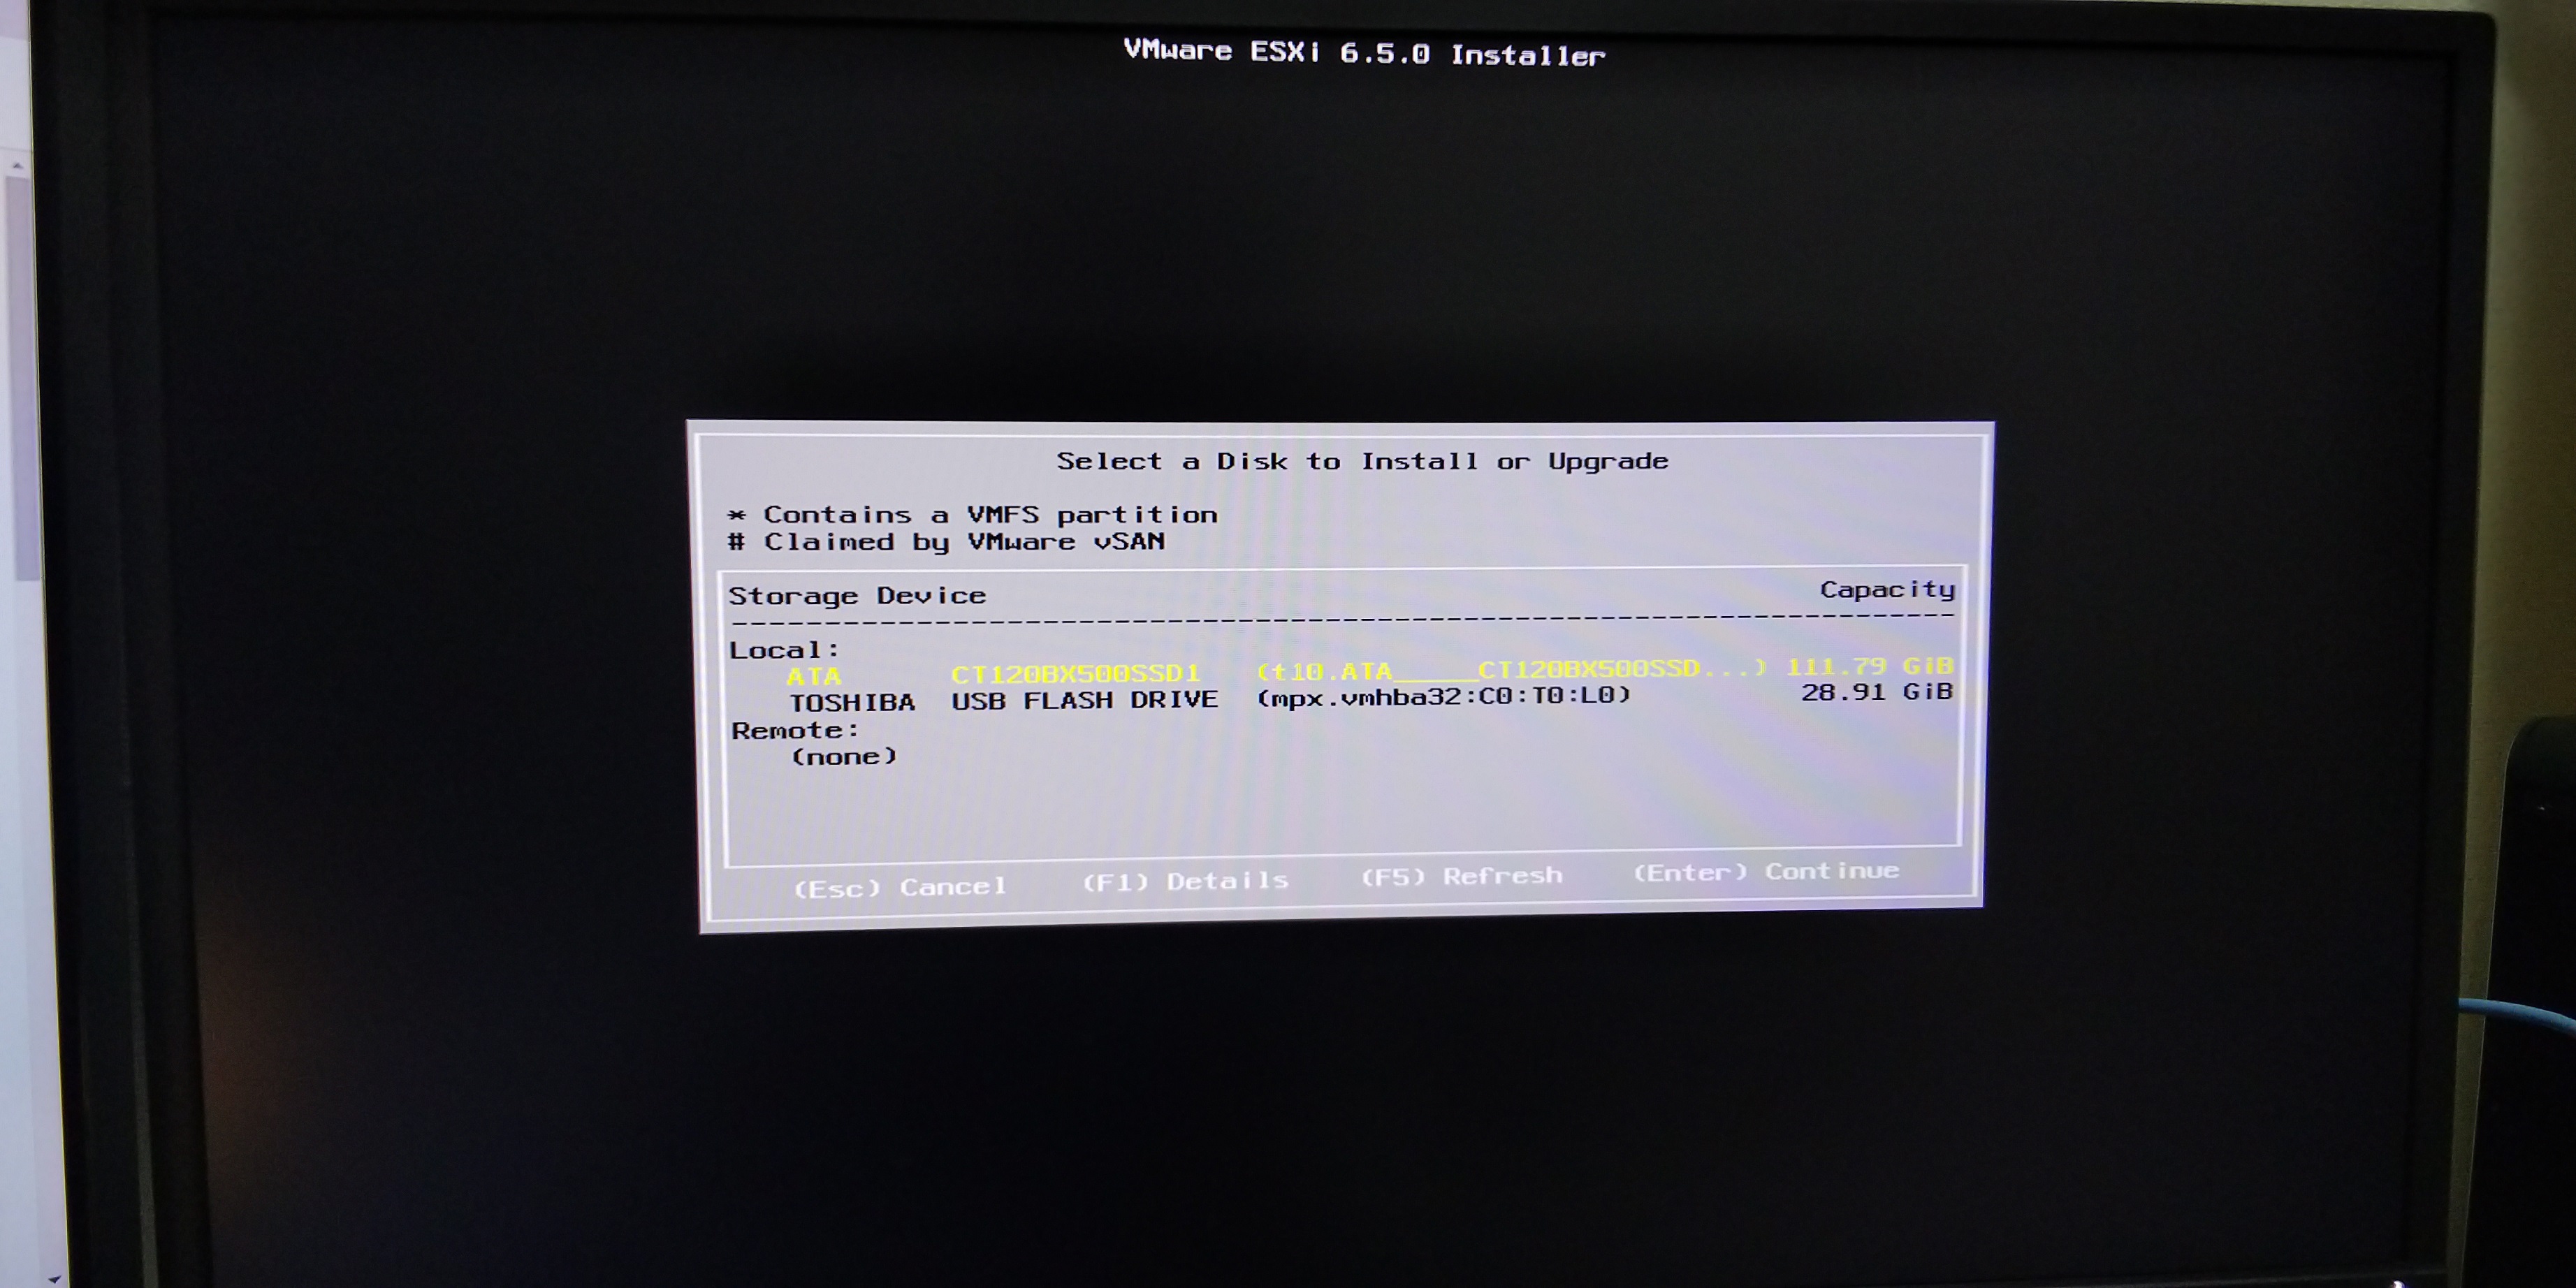 VMware ESXi 6.5.0 Installer
Select a Disk to Install or Upgrade
* Contains a VMFS partition
# Claimed by VMware vSAN
Storage Device Capacity
--------------------------------------------------------------------
Local:
ATA CT120BX500SSD1 (t10.ATA_____CT120BX500SSD...) 111.79 GiB
TOSHIBA USB FLASH DRIVE (mpx.vmhba32:C0:T0:L0) 28.91 GiB
Remote:
(none)
(Esc) Cancel (F1) Details (F5) Refresh (Enter) Continue